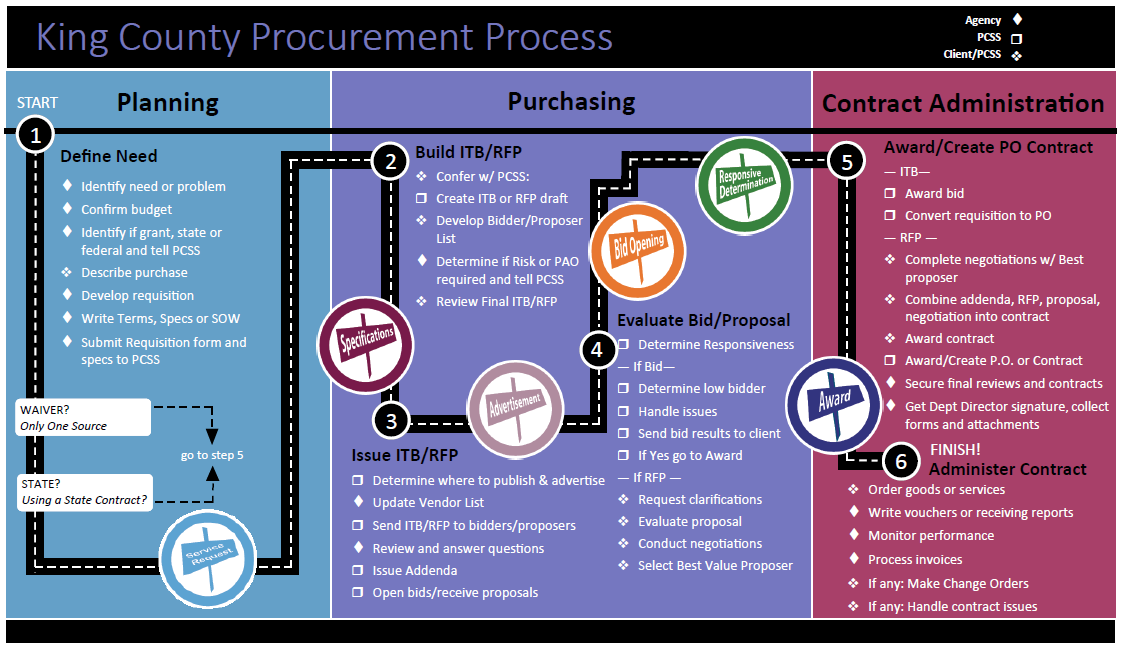 King County Procurement Process
Agency
PCSS
Client/PCSS
START
Planning
1
Define Need
Identify need or problem
Confirm budget
Identify if grant, state or
federal and tell PCSS
Describe purchase
Develop requisition
Write Terms, Specs or SOW
Submit Requisition form and
specs to PCSS
WAIVER?
Only One Source
go to step 5
STATE?
Using a State Contract?
Service
Request
Purchasing
2
Build ITB/RFP
Confer w/ PCSS:
Create ITB or RFP draft
Develop Bidder/Proposer
List
Determine if Risk or PAO
required and tell PCSS
Review Final ITB/RFP
Specifications
3
Advertisement
Issue ITB/RFP
Determine where to publish & advertise
Update Vendor List
Send ITB/RFP to bidders/proposers
Review and answer questions
Issue Addenda
Open bids/receive proposals
Responsive
Determination
Bid Opening
4
Evaluate Bid/Proposal
Determine Responsiveness
— If Bid—
Determine low bidder
Handle issues
Send bid results to client
If Yes go to Award
— If RFP —
Request clarifications
Evaluate proposal
Conduct negotiations
Select Best Value Proposer
Contract Administration
5
Award/Create PO Contract
— ITB—
Award bid
Convert requisition to PO
— RFP —
Complete negotiations w/ Best
proposer
Combine addenda, RFP, proposal,
negotiation into contract
Award contract
Award/Create P.O. or Contract
Secure final reviews and contracts
Get Dept Director signature, collect
forms and attachments
Award
6
FINISH!
Administer Contract
Order goods or services
Write vouchers or receiving reports
Monitor performance
Process invoices
If any: Make Change Orders
If any: Handle contract issues